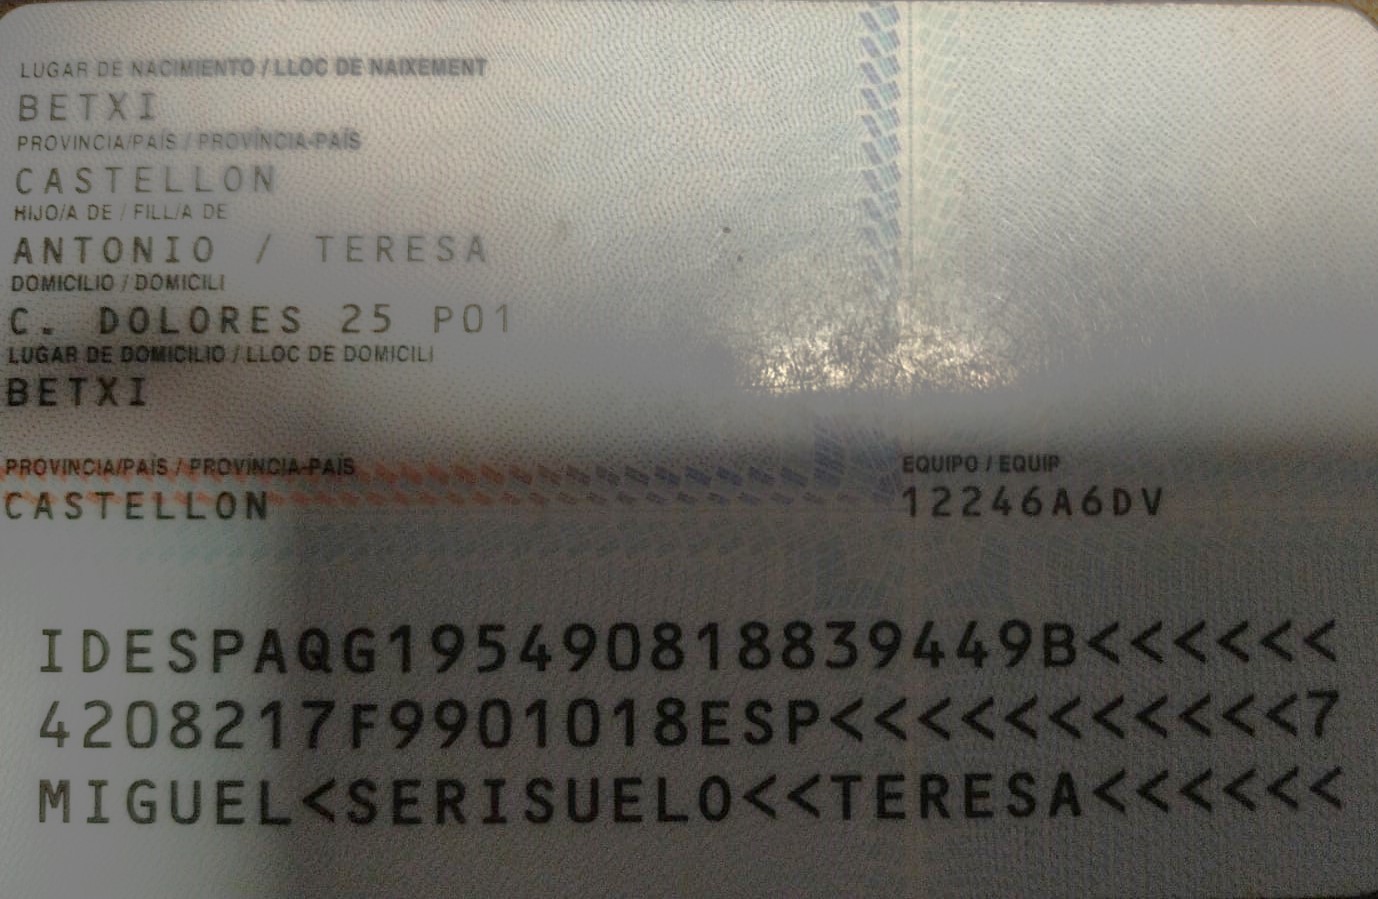 LUGAR DE NACIMIENTO / LLOC DE NAIXEMENT
BETXI
PROVINCIA/PAÍS / PROVÍNCIA-PAÍS
CASTELLON
HIJO/A DE / FILL/A DE
ANTONIO / TERESA
DOMICILIO / DOMICILI
C. DOLORES 25 P01
LUGAR DE DOMICILIO / LLOC DE DOMICILI
BETXI
PROVINCIA/PAÍS / PROVÍNCIA-PAÍS
CASTELLON
EQUIPO / EQUIP
12246A6DV
IDESPAQG195490818839449B<<<<<<
4208217F9901018ESP<<<<<<<<<<<7
MIGUEL<SERISUELO<<TERESA<<<<<<